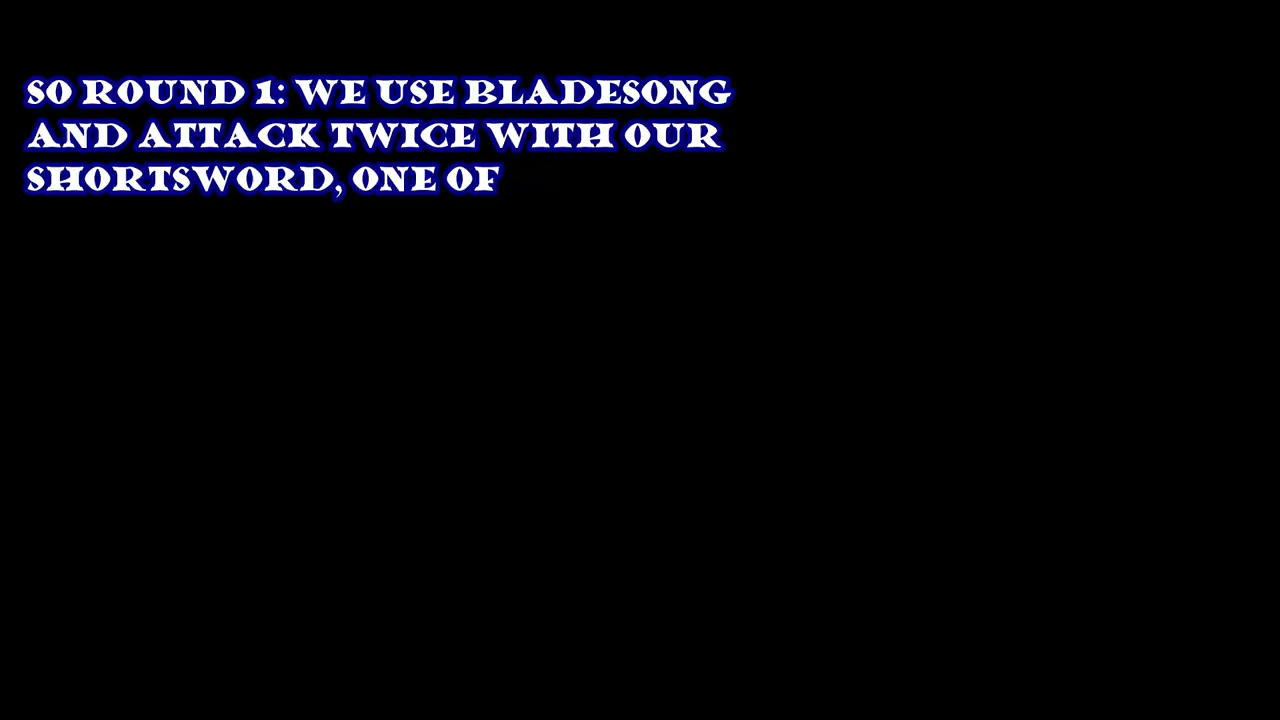 SO ROUND 1: WE USE BLADESONG
AND ATTACK TWICE WITH OUR
SHORTSWORD, ONE OF